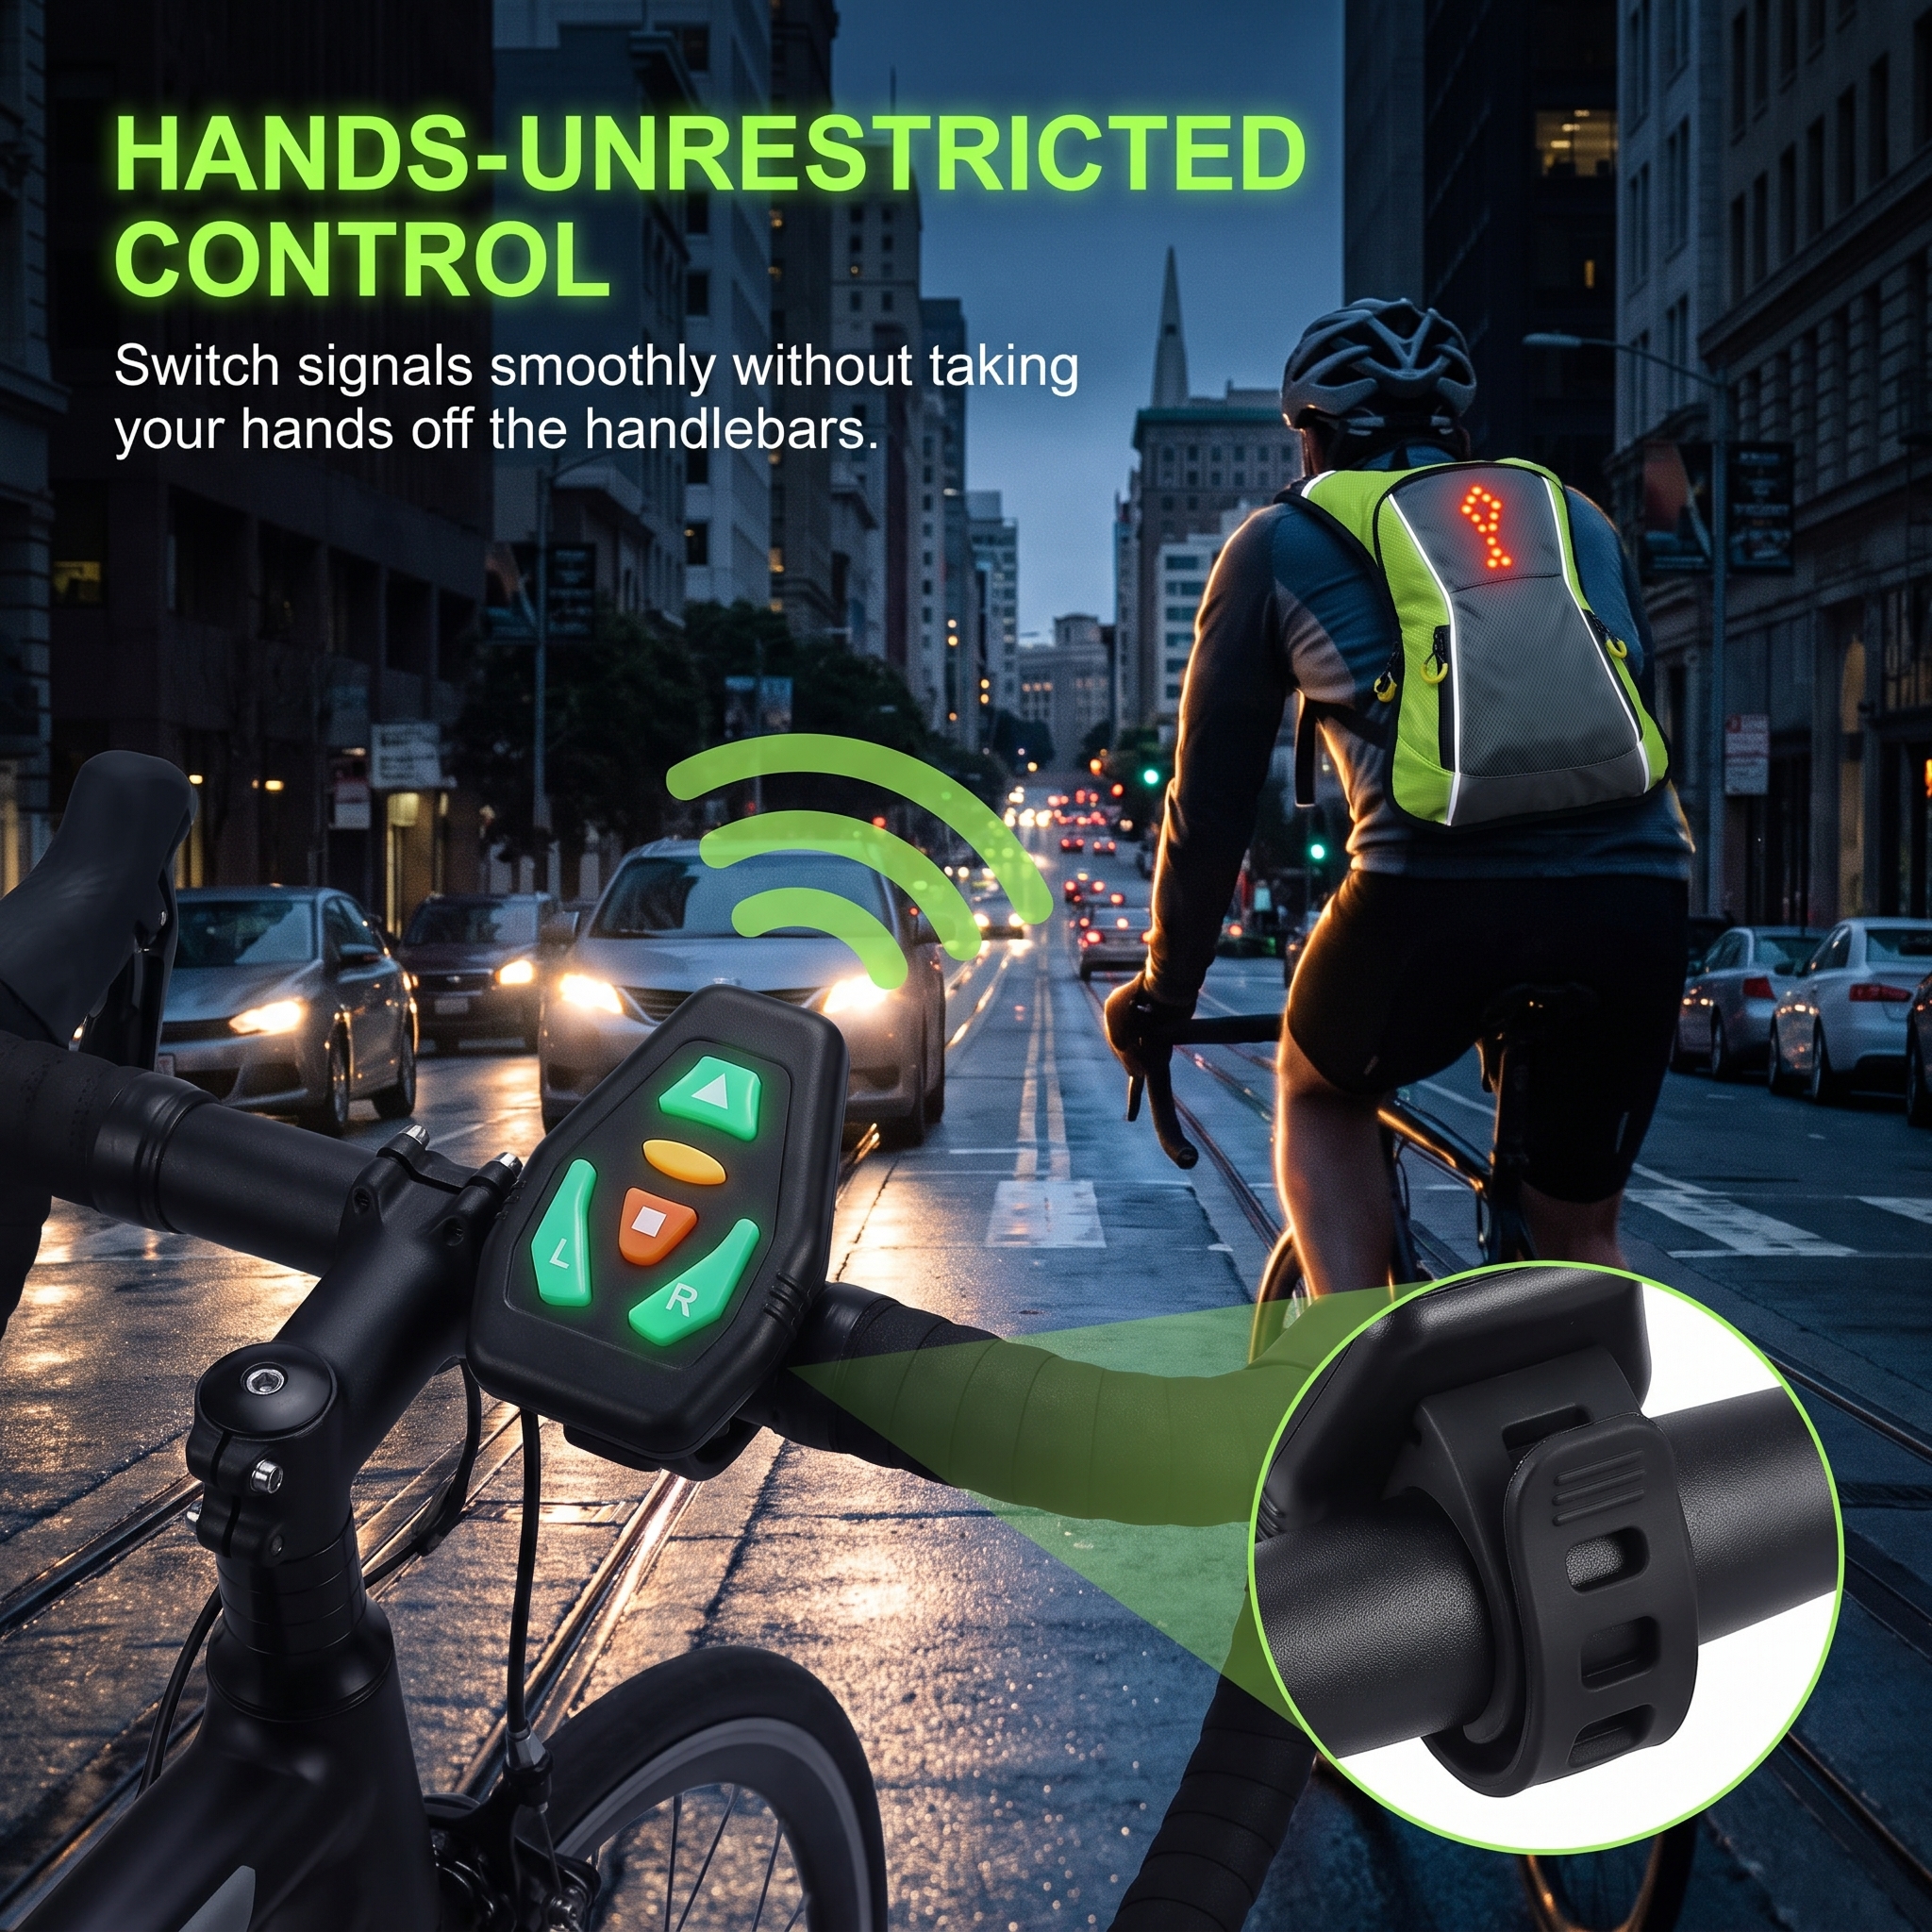 HANDS-UNRESTRICTED
CONTROL
Switch signals smoothly without taking
your hands off the handlebars.
L
R